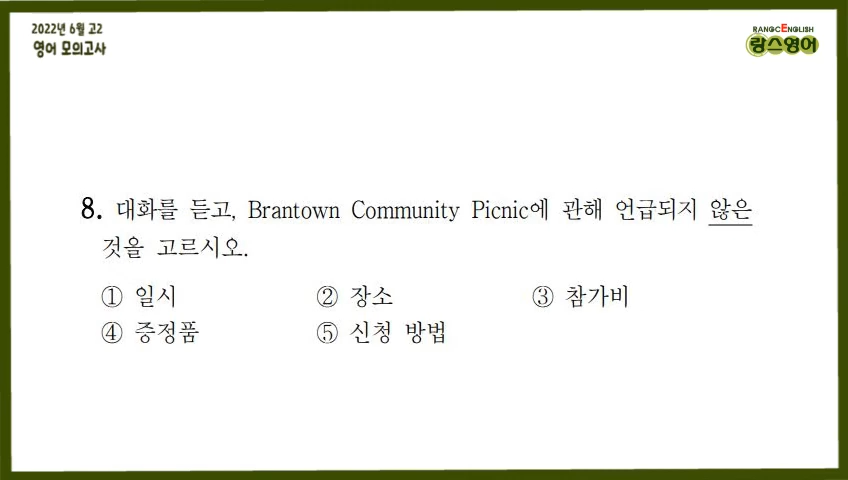 2022년 6월 고2
영어 모의고사
RANGCENGLISH
랑스영어
8. 대화를 듣고, Brantown Community Picnic에 관해 언급되지 않은
것을 고르시오.
① 일시 ② 장소 ③ 참가비
④ 증정품 ⑤ 신청 방법